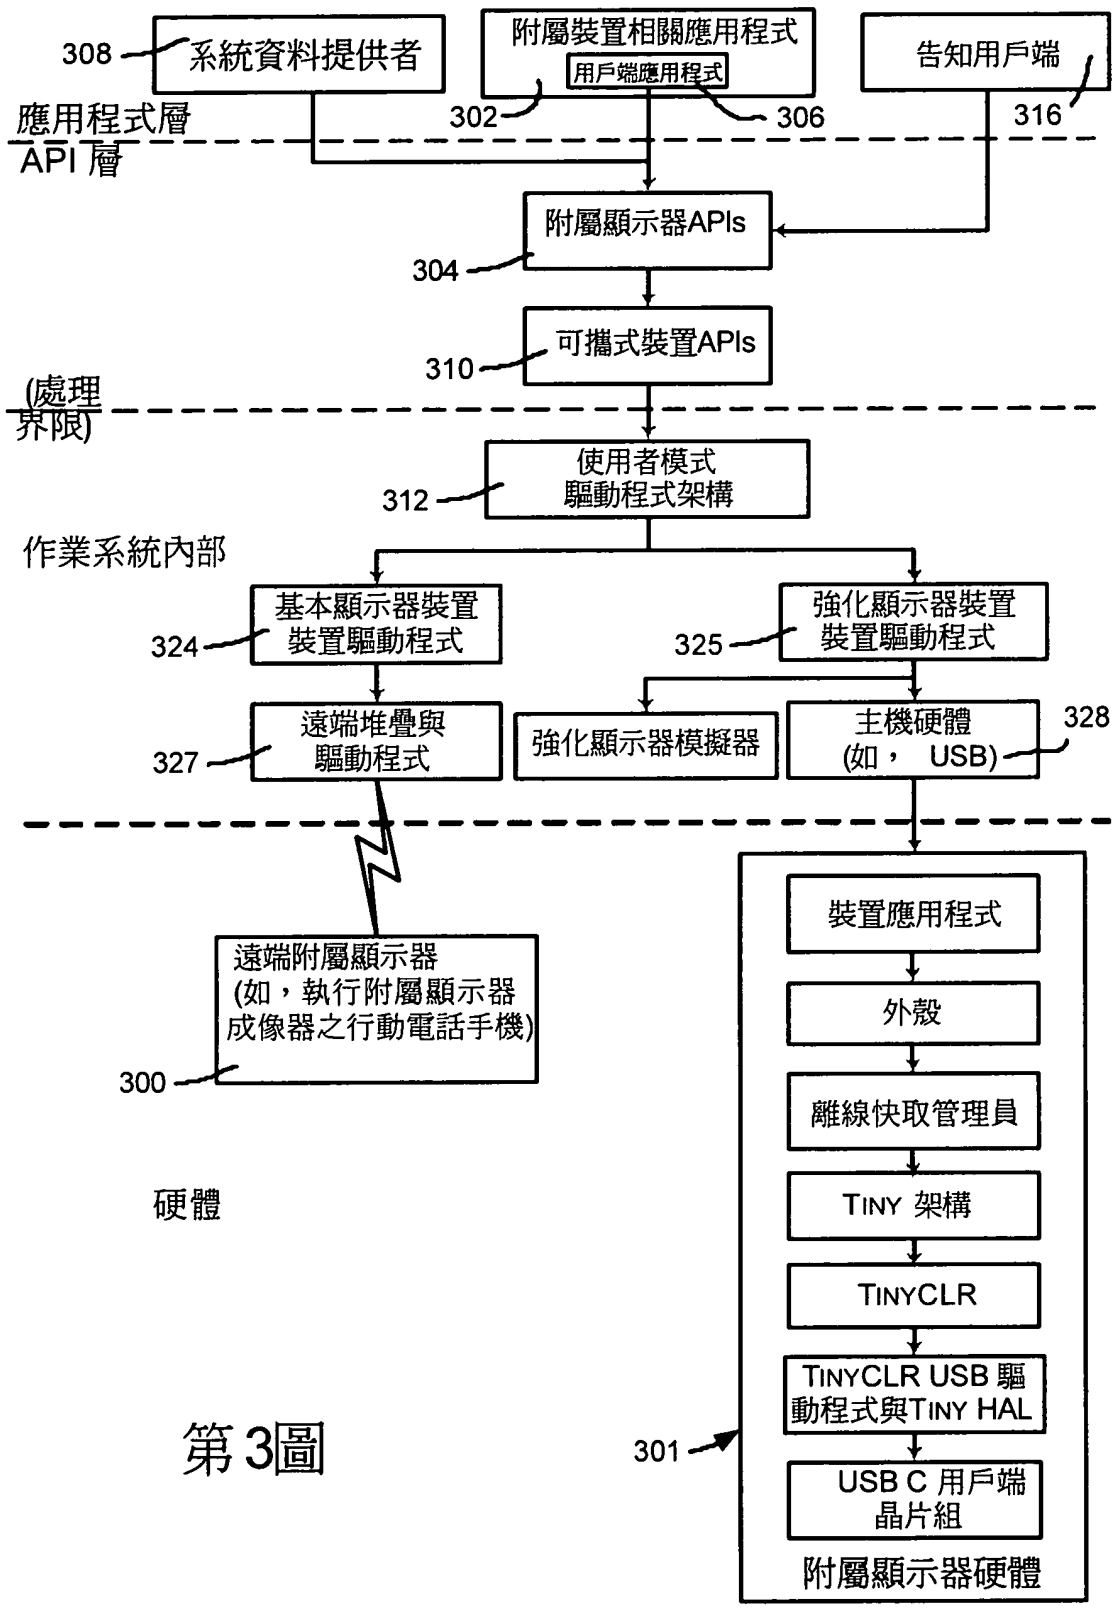 308
系統資料提供者
附屬裝置相關應用程式
用戶端應用程式
302
306
告知用戶端
316
應用程式層
API 層
附屬顯示器APIs
304
可攜式裝置APIs
310
(處理
界限)
使用者模式
驅動程式架構
312
作業系統內部
基本顯示器裝置
裝置驅動程式
324
強化顯示器裝置
裝置驅動程式
325
遠端堆疊與
驅動程式
327
強化顯示器模擬器
主機硬體
(如， USB)
328
遠端附屬顯示器
(如，執行附屬顯示器
成像器之行動電話手機)
300
裝置應用程式
外殼
離線快取管理員
TINY 架構
TINYCLR
TINYCLR USB 驅
動程式與TINY HAL
USB C 用戶端
晶片組
附屬顯示器硬體
301
硬體
第3圖